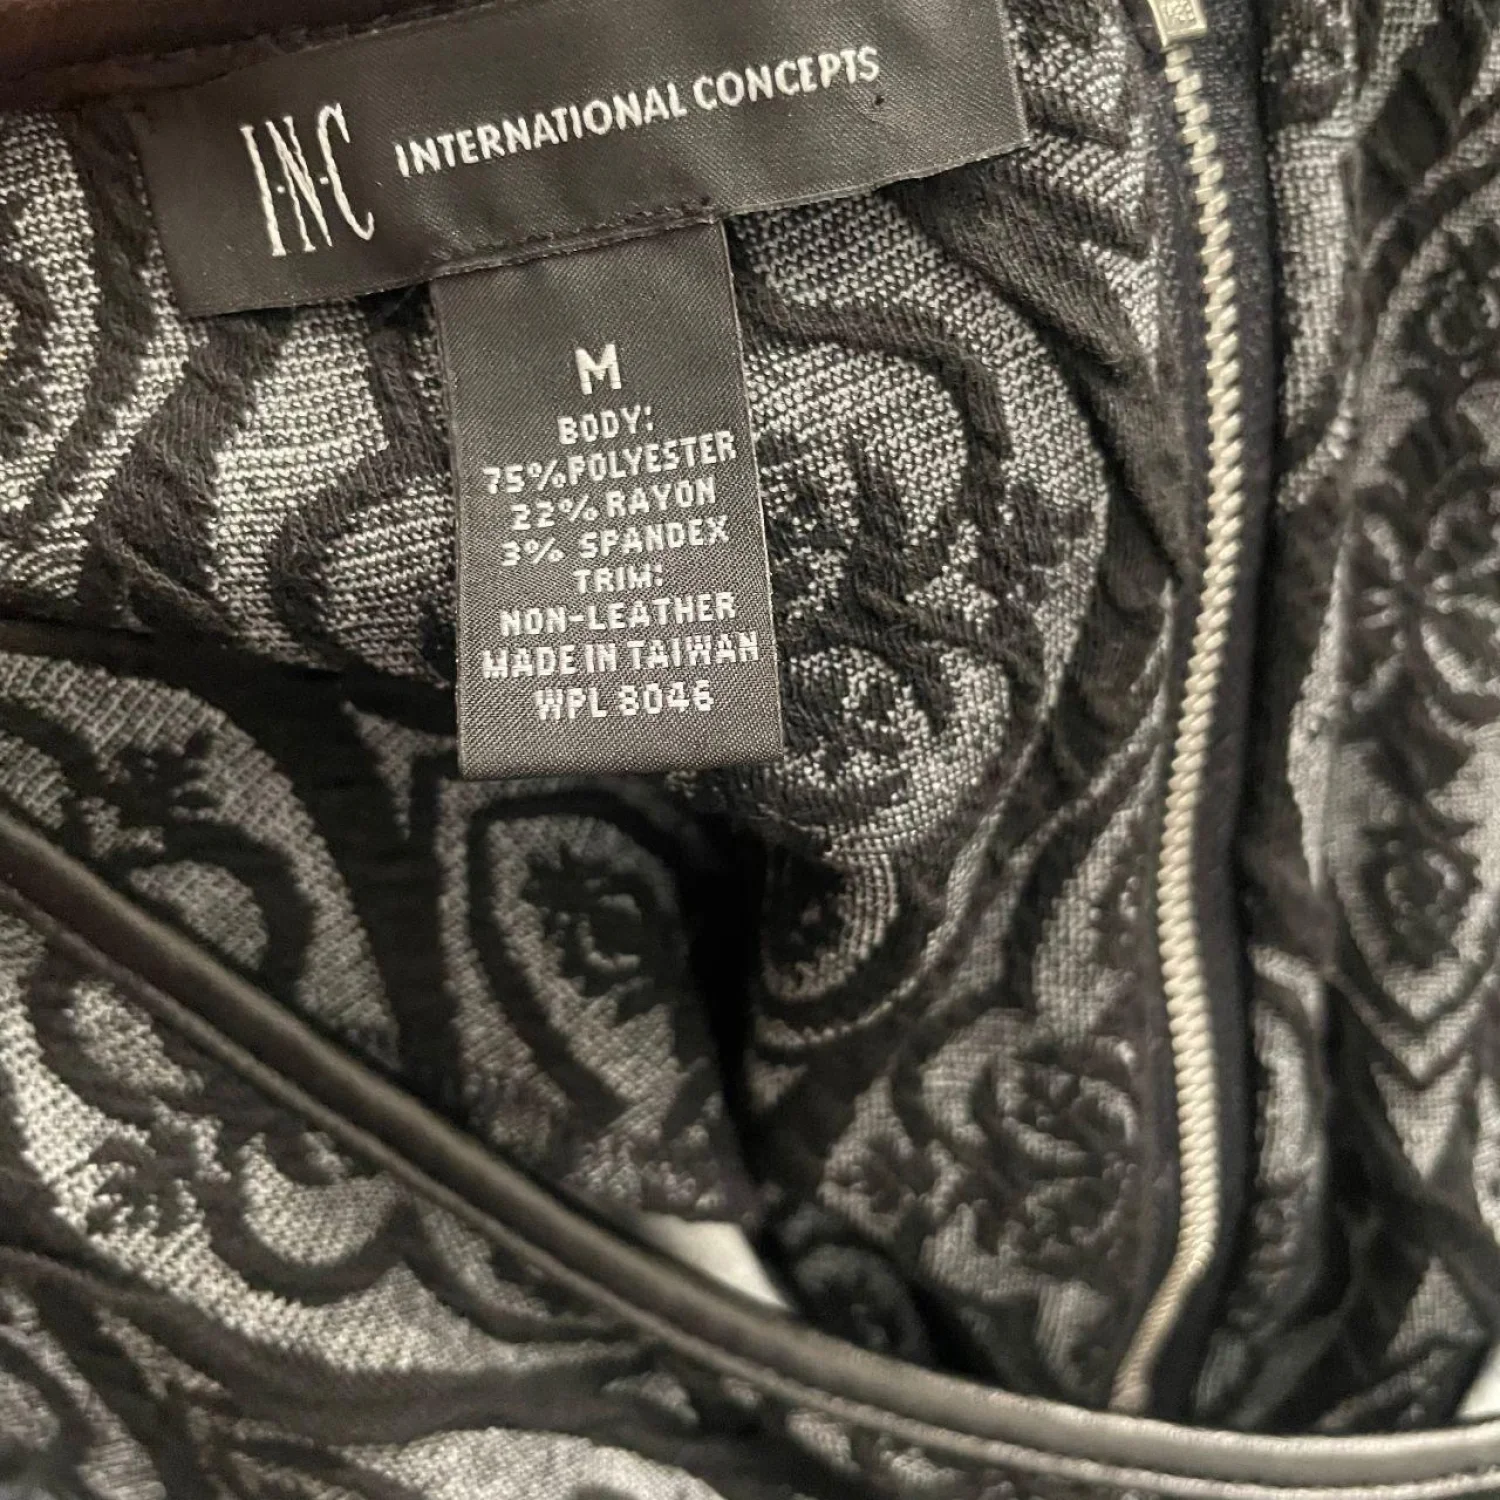 I·N·C INTERNATIONAL CONCEPTS
M
BODY:
75% POLYESTER
22% RAYON
3% SPANDEX
TRIM:
NON-LEATHER
MADE IN TAIWAN
WPL 8046